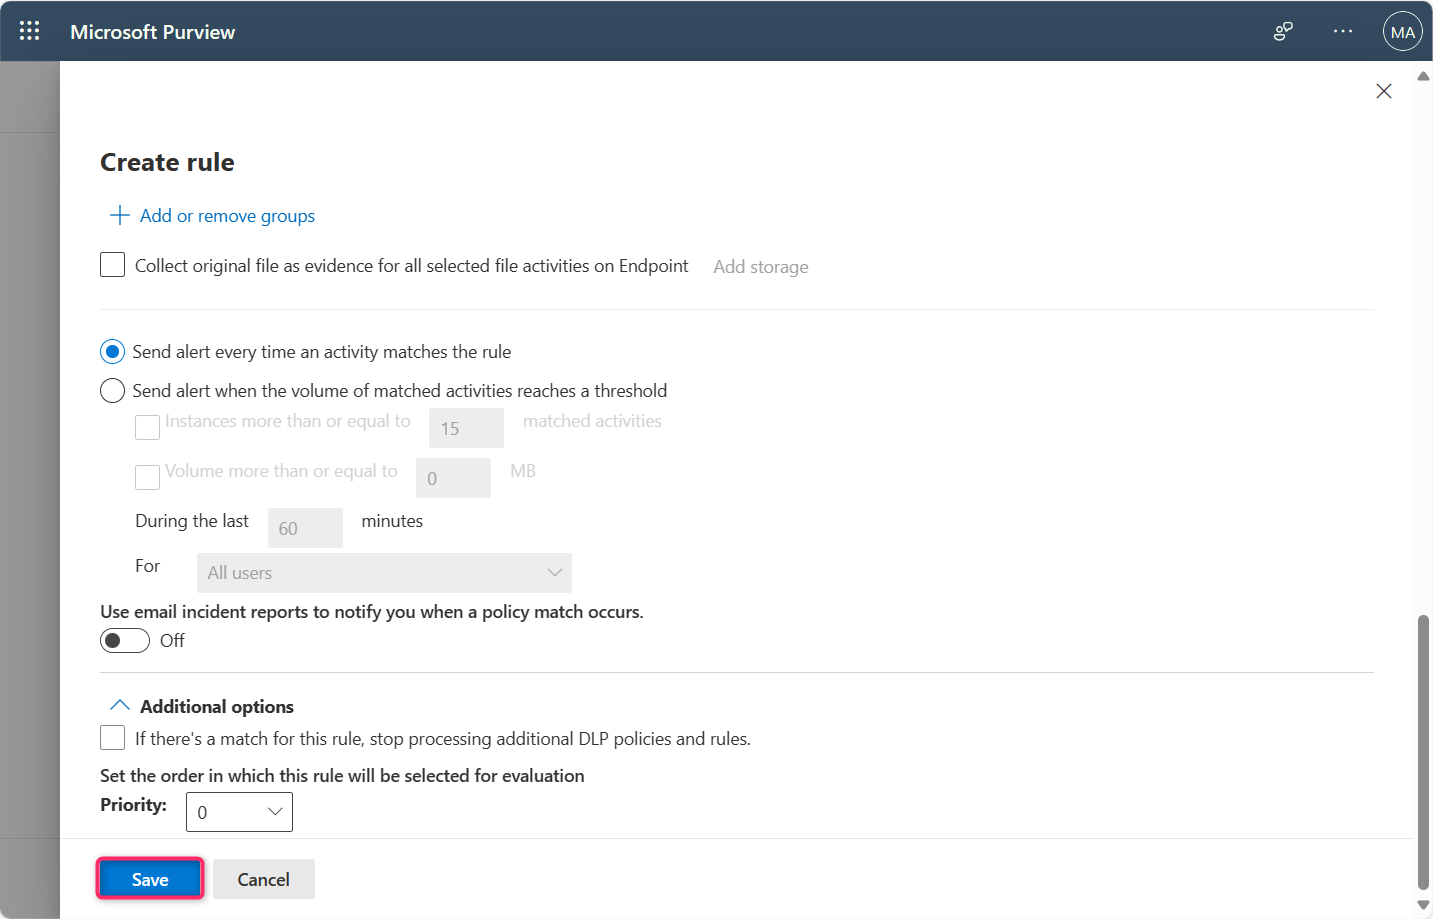 Microsoft Purview
MA
Create rule
Add or remove groups
Collect original file as evidence for all selected file activities on Endpoint Add storage
Send alert every time an activity matches the rule
Send alert when the volume of matched activities reaches a threshold
Instances more than or equal to 15 matched activities
Volume more than or equal to 0 MB
During the last 60 minutes
For All users
Use email incident reports to notify you when a policy match occurs.
Off
Additional options
If there's a match for this rule, stop processing additional DLP policies and rules.
Set the order in which this rule will be selected for evaluation
Priority: 0
Save Cancel